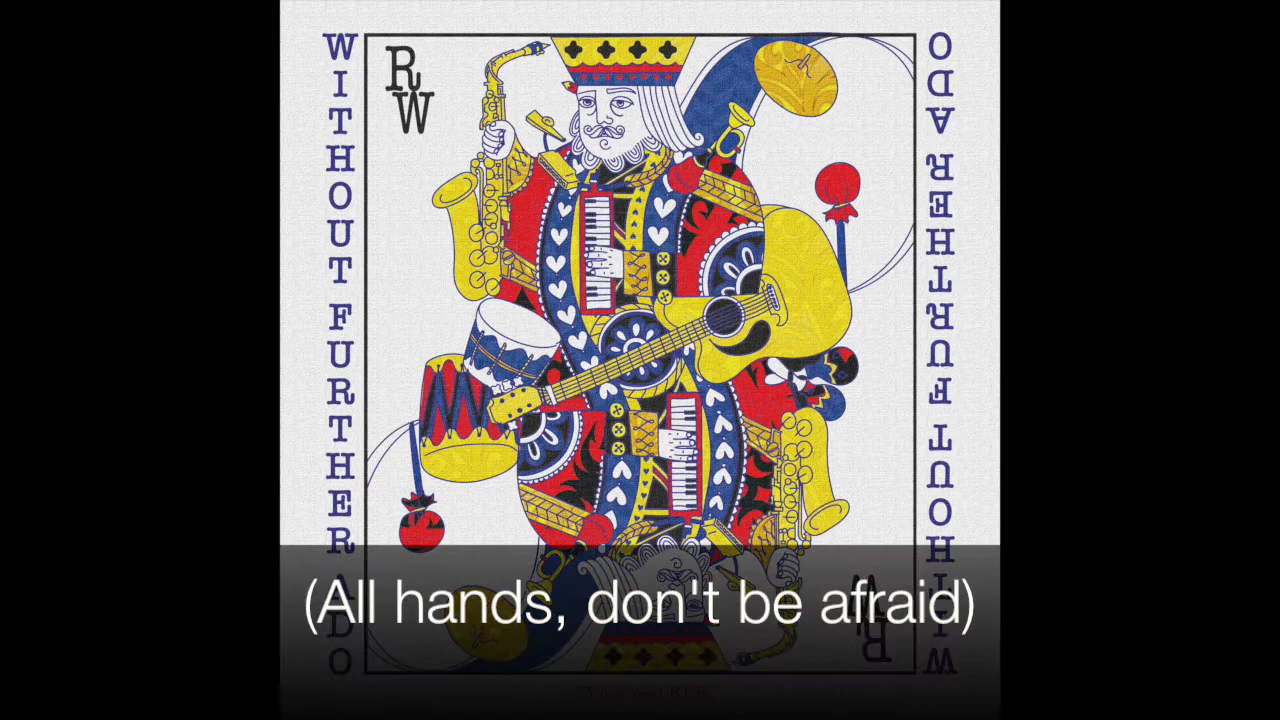 WITHOUT FURTHER ADO
R
W
(All hands, don't be afraid)
WITHOUT FURTHER ADO
RW